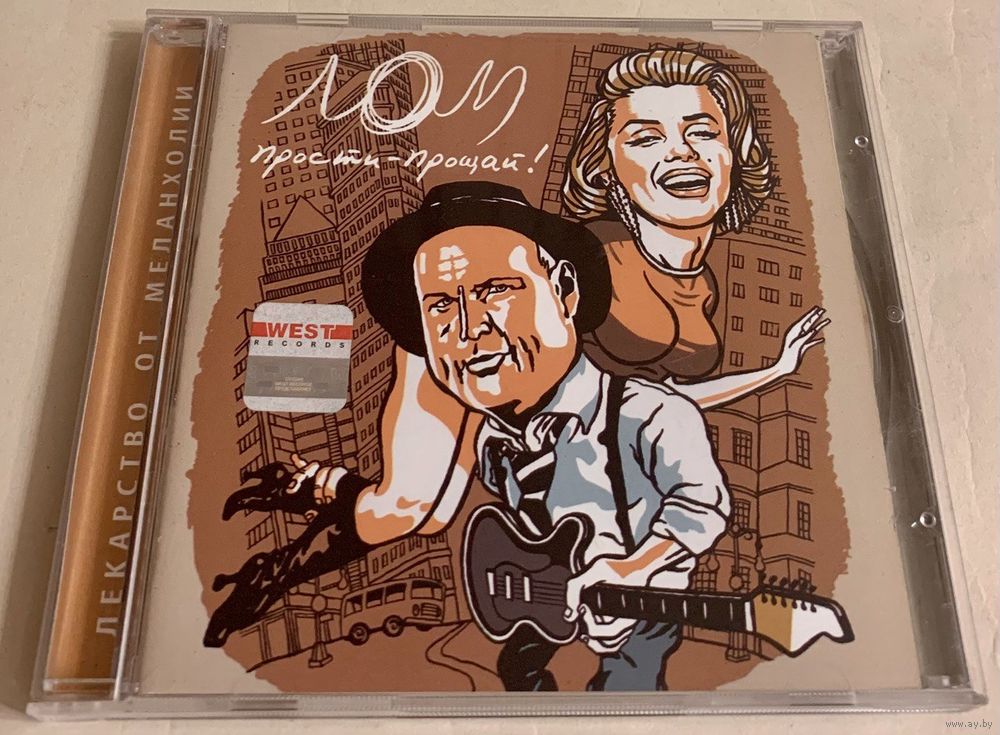 ЛОМ
Прости-Прощай!
ЛЕКАРСТВО ОТ МЕЛАНХОЛИИ
WEST
RECORDS
www.ay.by